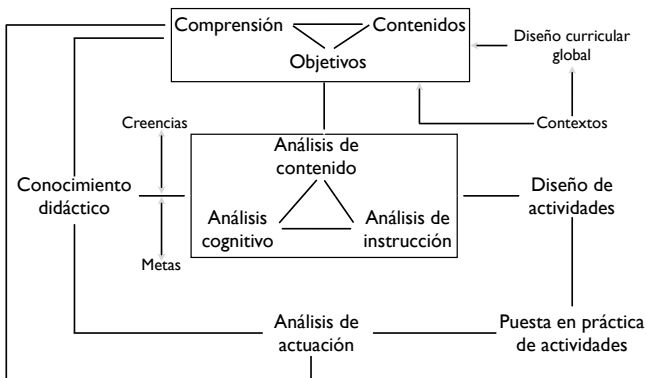 Comprensión
Contenidos
Objetivos
Diseño curricular
global
Creencias
Contextos
Análisis de
contenido
Conocimiento
didáctico
Análisis
cognitivo
Análisis de
instrucción
Diseño de
actividades
Metas
Análisis de
actuación
Puesta en práctica
de actividades